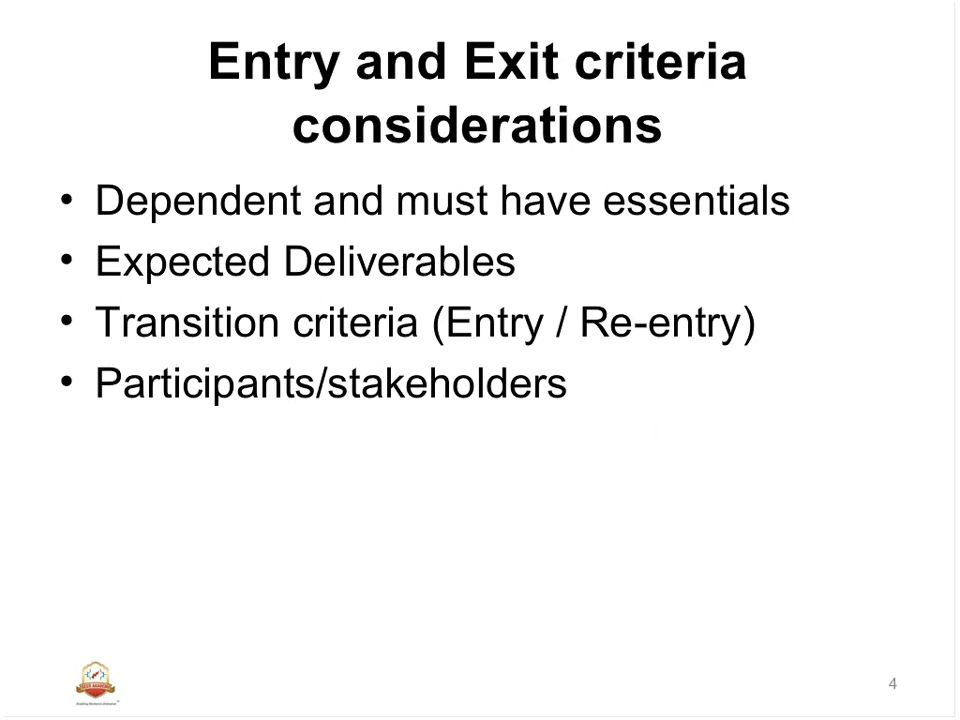 Entry and Exit criteria
considerations
• Dependent and must have essentials
• Expected Deliverables
• Transition criteria (Entry / Re-entry)
• Participants/stakeholders
4